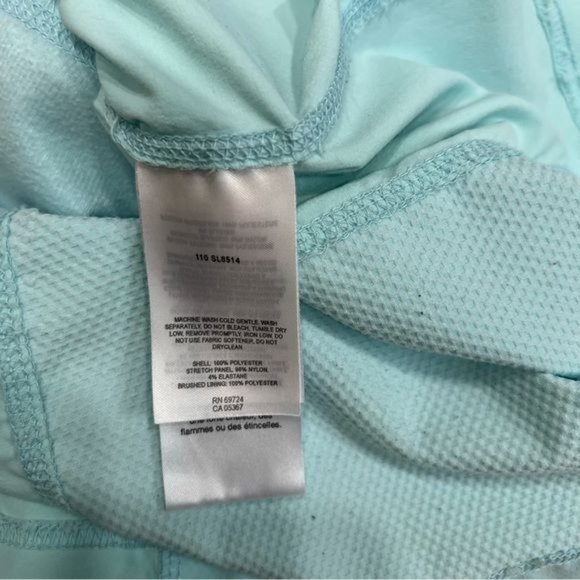 110 SL8514
MACHINE WASH COLD GENTLE. WASH
SEPARATELY, DO NOT BLEACH, TUMBLE DRY
LOW, REMOVE PROMPTLY, IRON LOW, DO
NOT USE FABRIC SOFTENER, DO NOT
DRYCLEAN
SHELL: 100% POLYESTER
STRETCH PANEL: 96% NYLON,
4% ELASTANE
BRUSHED LINING: 100% POLYESTER
RN 69724
CA 05367
flammes ou des étincelles.